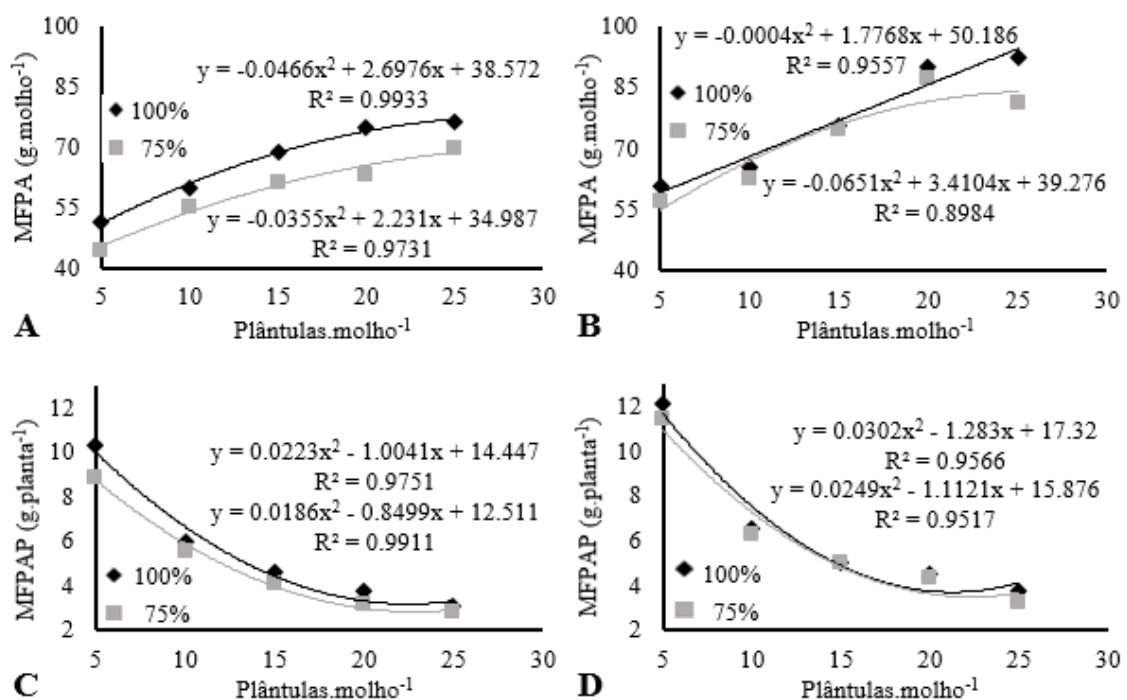 100
85
70
55
40
MFPA (g.molho⁻¹)
y = -0.0466x² + 2.6976x + 38.572
R² = 0.9933
100%
75%
y = -0.0355x² + 2.231x + 34.987
R² = 0.9731
5 10 15 20 25 30
Plântulas.molho⁻¹
A
100
85
70
55
40
MFPA (g.molho⁻¹)
y = -0.0004x² + 1.7768x + 50.186
R² = 0.9557
100%
75%
y = -0.0651x² + 3.4104x + 39.276
R² = 0.8984
5 10 15 20 25 30
Plântulas.molho⁻¹
B
12
10
8
6
4
2
MFPAP (g.planta⁻¹)
y = 0.0223x² - 1.0041x + 14.447
R² = 0.9751
y = 0.0186x² - 0.8499x + 12.511
R² = 0.9911
100%
75%
5 10 15 20 25 30
Plântulas.molho⁻¹
C
12
10
8
6
4
2
MFPAP (g.planta⁻¹)
y = 0.0302x² - 1.283x + 17.32
R² = 0.9566
y = 0.0249x² - 1.1121x + 15.876
R² = 0.9517
100%
75%
5 10 15 20 25 30
Plântulas.molho⁻¹
D